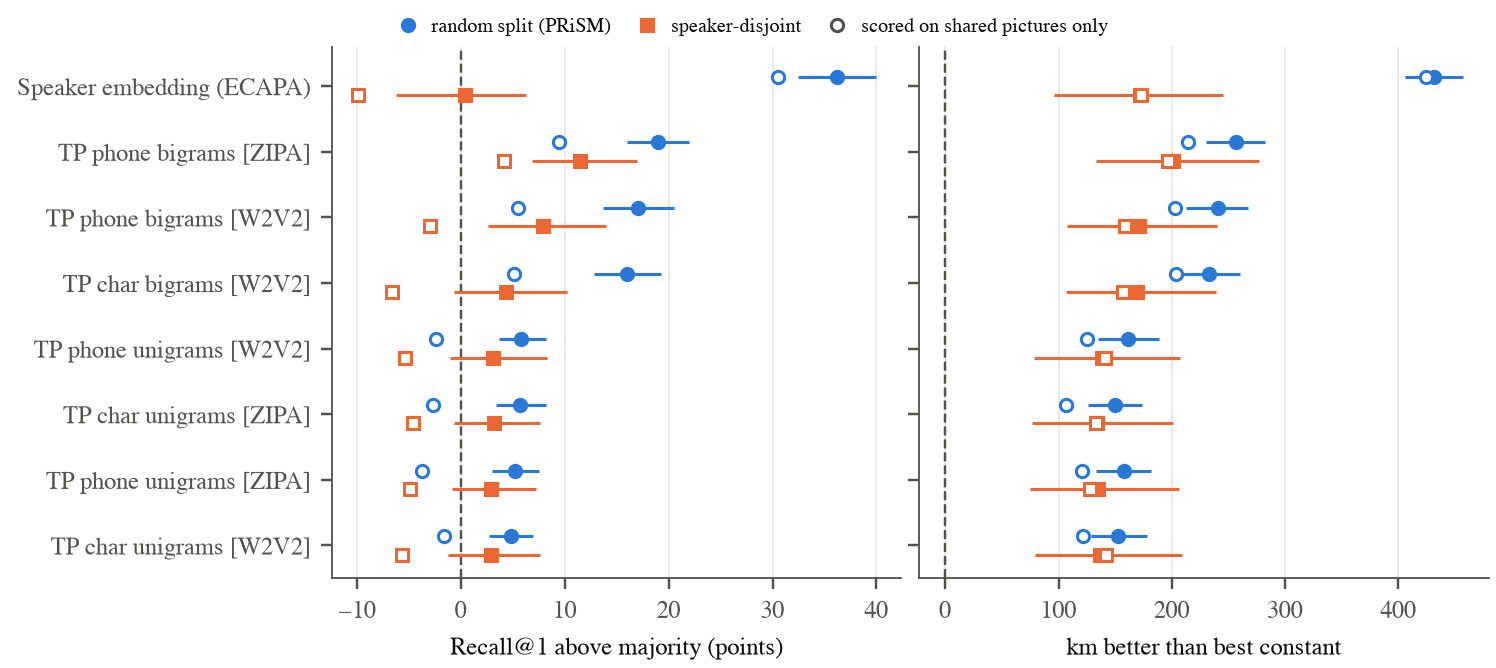 random split (PRiSM) speaker-disjoint scored on shared pictures only
Speaker embedding (ECAPA)
TP phone bigrams [ZIPA]
TP phone bigrams [W2V2]
TP char bigrams [W2V2]
TP phone unigrams [W2V2]
TP char unigrams [ZIPA]
TP phone unigrams [ZIPA]
TP char unigrams [W2V2]
−10 0 10 20 30 40
Recall@1 above majority (points)
0 100 200 300 400
km better than best constant